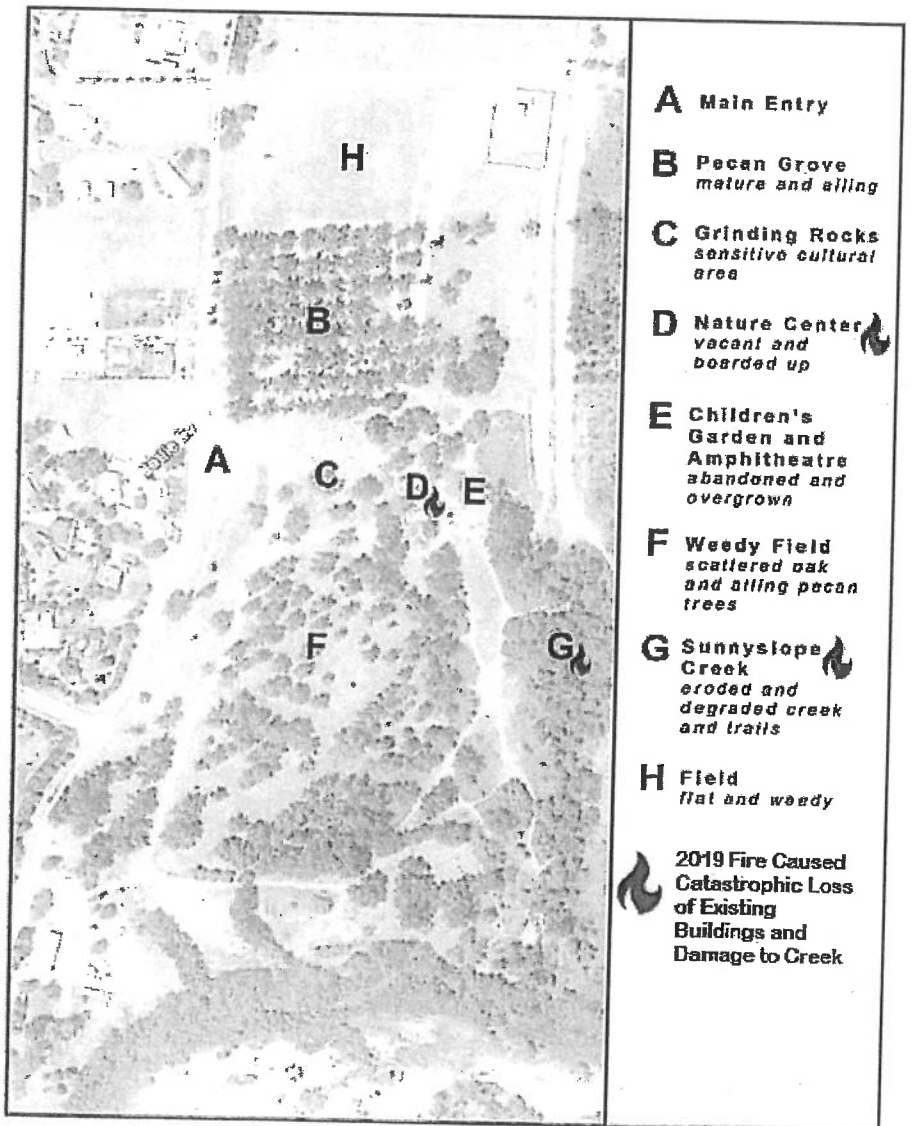 H
B
A
C
D
E
F
G
A Main Entry
B Pecan Grove
mature and ailing
C Grinding Rocks
sensitive cultural
area
D Nature Center
vacant and
boarded up
E Children's
Garden and
Amphitheatre
abandoned and
overgrown
F Weedy Field
scattered oak
and ailing pecan
trees
G Sunnyslope
Creek
eroded and
degraded creek
and trails
H Field
flat and weedy
2019 Fire Caused
Catastrophic Loss
of Existing
Buildings and
Damage to Creek